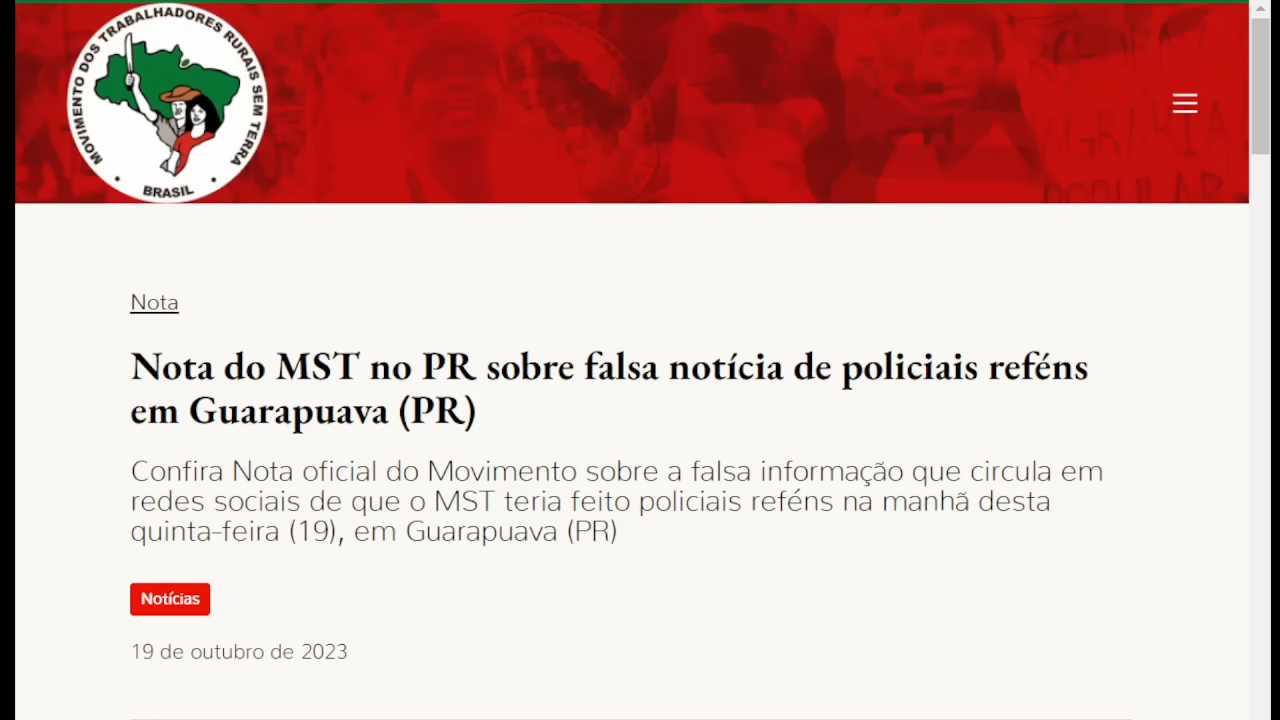 MOVIMENTO DOS TRABALHADORES RURAIS SEM TERRA
BRASIL
AGRÁRIA
POPULAR
Nota
Nota do MST no PR sobre falsa notícia de policiais reféns
em Guarapuava (PR)
Confira Nota oficial do Movimento sobre a falsa informação que circula em
redes sociais de que o MST teria feito policiais reféns na manhã desta
quinta-feira (19), em Guarapuava (PR)
Notícias
19 de outubro de 2023